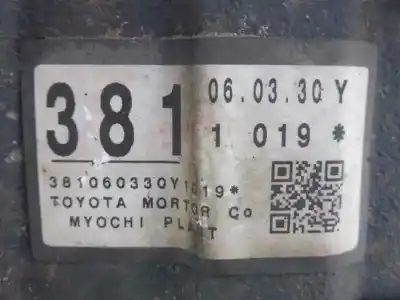 381 06.03.30 Y
1 019 *
381060330Y1019*
TOYOTA MORTOR Co
MYOCHI PLANT